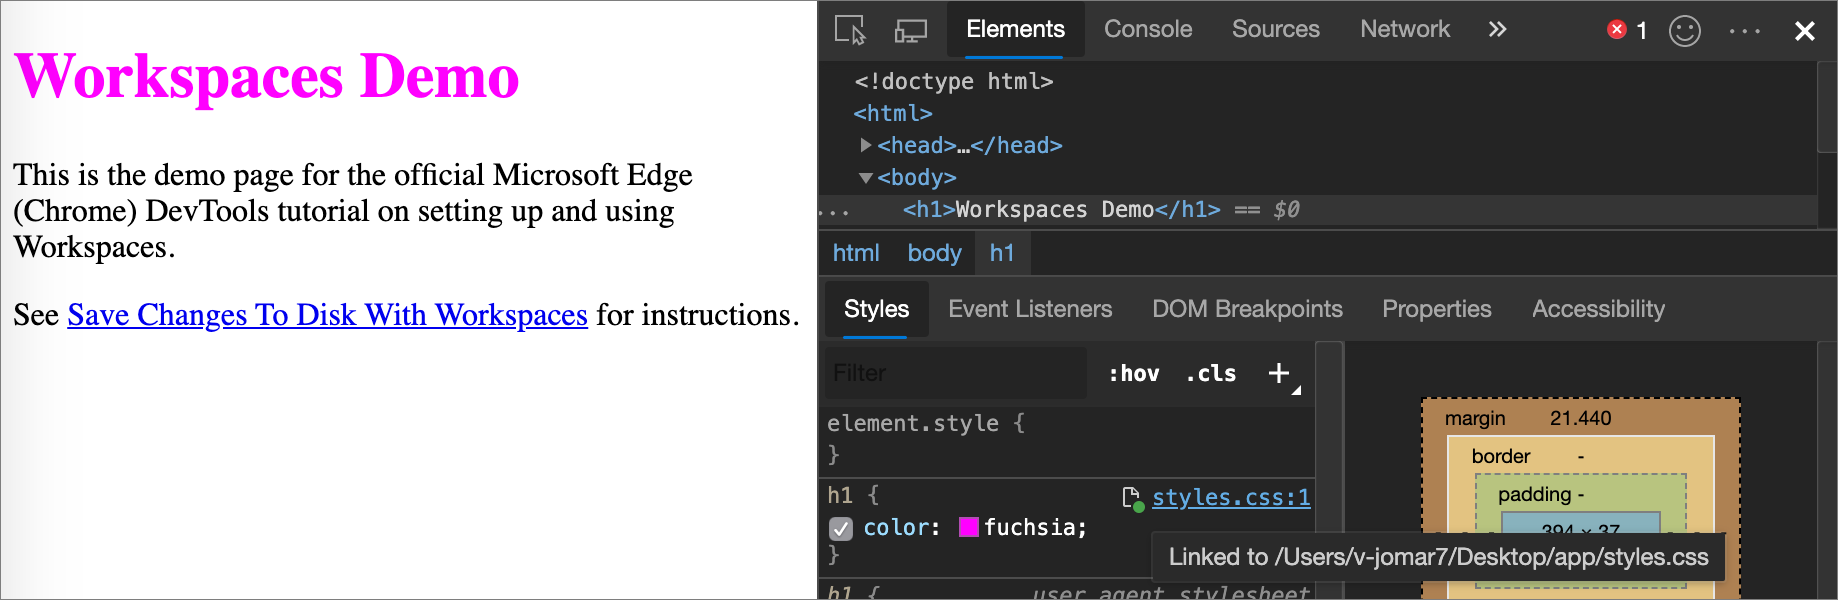 Workspaces Demo
This is the demo page for the official Microsoft Edge
(Chrome) DevTools tutorial on setting up and using
Workspaces.
See Save Changes To Disk With Workspaces for instructions.
Elements Console Sources Network » 1
<!doctype html>
<html>
<head>…</head>
<body>
... <h1>Workspaces Demo</h1> == $0
html body h1
Styles Event Listeners DOM Breakpoints Properties Accessibility
Filter :hov .cls +
element.style {
}
h1 { styles.css:1
color: fuchsia;
}
h1 { user agent stylesheet
margin 21.440
border -
padding -
394 × 37
Linked to /Users/v-jomar7/Desktop/app/styles.css